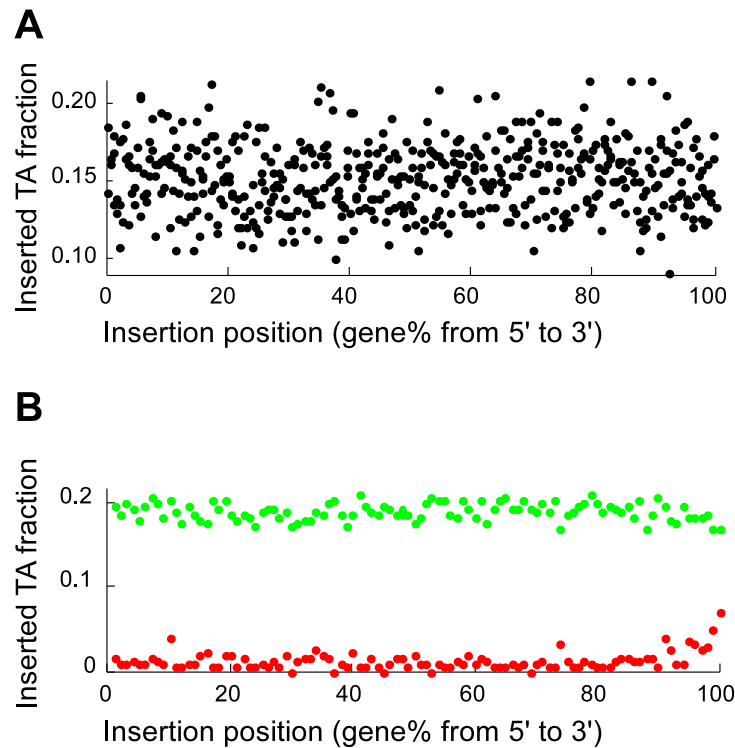 A
Inserted TA fraction
0.20
0.15
0.10
0 20 40 60 80 100
Insertion position (gene% from 5' to 3')
B
Inserted TA fraction
0.2
0.1
0
0 20 40 60 80 100
Insertion position (gene% from 5' to 3')